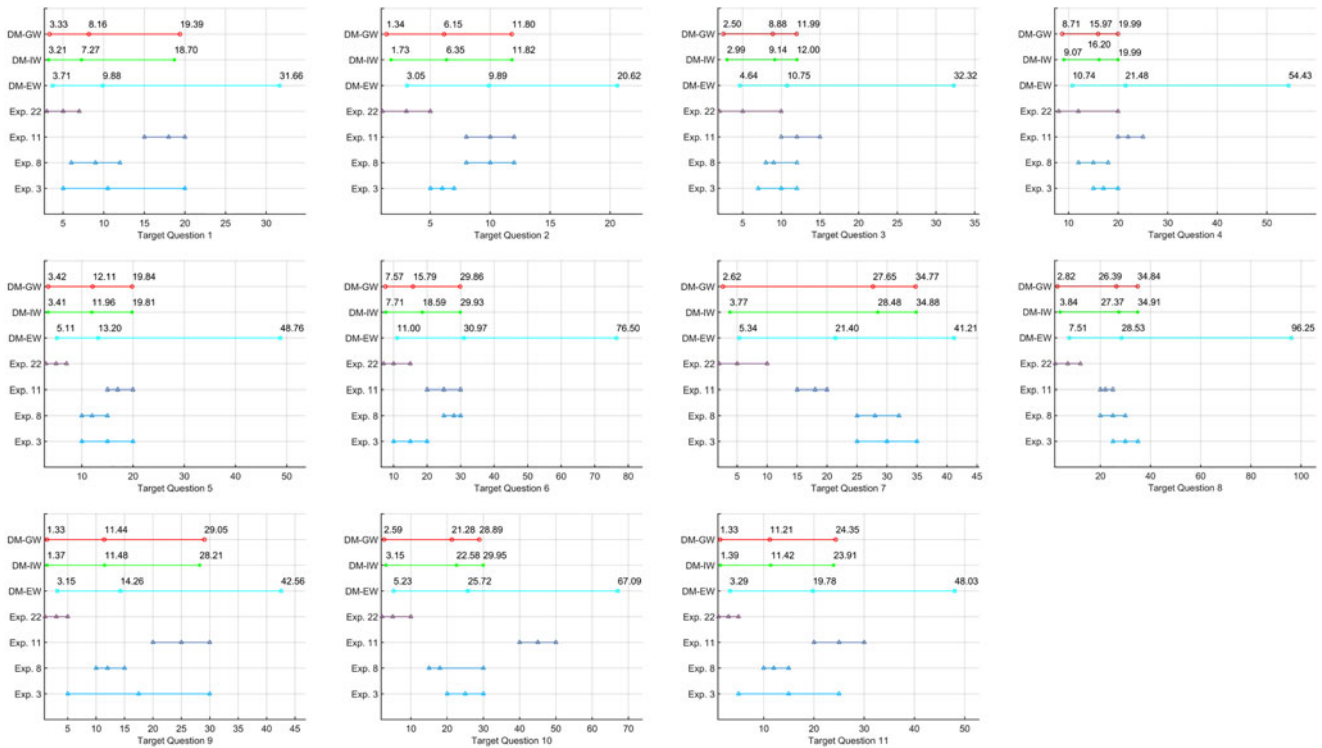 3.33 8.16 19.39
DM-GW
3.21 7.27 18.70
DM-IW
3.71 9.88 31.66
DM-EW
Exp. 22
Exp. 11
Exp. 8
Exp. 3
5 10 15 20 25 30
Target Question 1
1.34 6.15 11.80
DM-GW
1.73 6.35 11.82
DM-IW
3.05 9.89 20.62
DM-EW
Exp. 22
Exp. 11
Exp. 8
Exp. 3
5 10 15 20
Target Question 2
2.50 8.88 11.99
DM-GW
2.99 9.14 12.00
DM-IW
4.64 10.75 32.32
DM-EW
Exp. 22
Exp. 11
Exp. 8
Exp. 3
5 10 15 20 25 30 35
Target Question 3
8.71 15.97 19.99
DM-GW
9.07 16.20 19.99
DM-IW
10.74 21.48 54.43
DM-EW
Exp. 22
Exp. 11
Exp. 8
Exp. 3
10 20 30 40 50
Target Question 4
3.42 12.11 19.84
DM-GW
3.41 11.96 19.81
DM-IW
5.11 13.20 48.76
DM-EW
Exp. 22
Exp. 11
Exp. 8
Exp. 3
10 20 30 40 50
Target Question 5
7.57 15.79 29.86
DM-GW
7.71 18.59 29.93
DM-IW
11.00 30.97 76.50
DM-EW
Exp. 22
Exp. 11
Exp. 8
Exp. 3
10 20 30 40 50 60 70 80
Target Question 6
2.62 27.65 34.77
DM-GW
3.77 28.48 34.88
DM-IW
5.34 21.40 41.21
DM-EW
Exp. 22
Exp. 11
Exp. 8
Exp. 3
5 10 15 20 25 30 35 40 45
Target Question 7
2.82 26.39 34.84
DM-GW
3.84 27.37 34.91
DM-IW
7.51 28.53 96.25
DM-EW
Exp. 22
Exp. 11
Exp. 8
Exp. 3
20 40 60 80 100
Target Question 8
1.33 11.44 29.05
DM-GW
1.37 11.48 28.21
DM-IW
3.15 14.26 42.56
DM-EW
Exp. 22
Exp. 11
Exp. 8
Exp. 3
5 10 15 20 25 30 35 40 45
Target Question 9
2.59 21.28 28.89
DM-GW
3.15 22.58 29.95
DM-IW
5.23 25.72 67.09
DM-EW
Exp. 22
Exp. 11
Exp. 8
Exp. 3
10 20 30 40 50 60 70
Target Question 10
1.33 11.21 24.35
DM-GW
1.39 11.42 23.91
DM-IW
3.29 19.78 48.03
DM-EW
Exp. 22
Exp. 11
Exp. 8
Exp. 3
10 20 30 40 50
Target Question 11